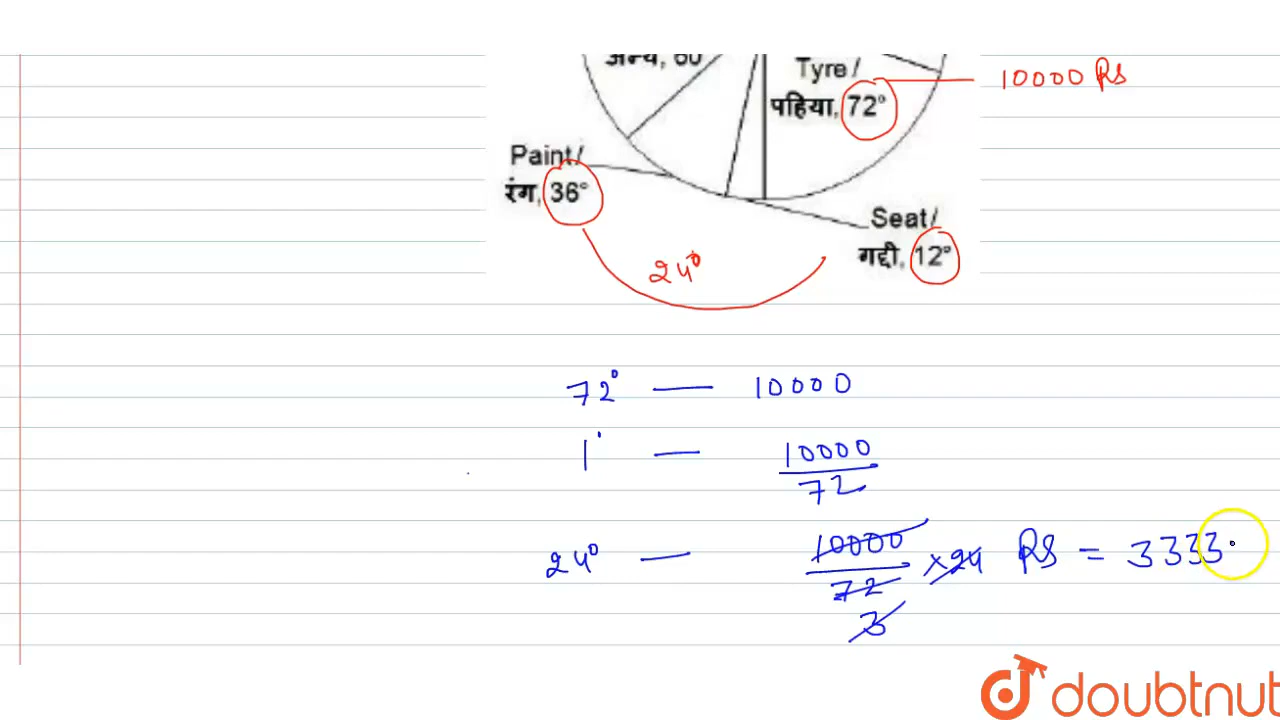 अन्य, 60
Tyre /
पहिया, 72°
10000 Rs
Paint /
रंग, 36°
Seat /
गद्दी, 12°
24°
72° — 10000
1° — 10000
72
24° — 10000 × 24 Rs = 3333.
72
3
doubtnut